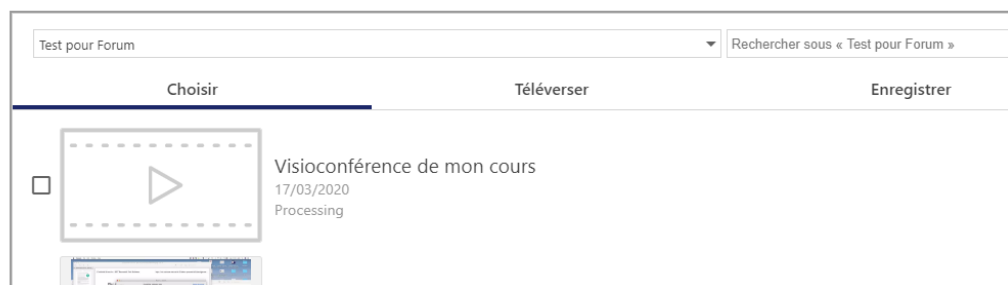 Test pour Forum
Rechercher sous « Test pour Forum »
Choisir
Téléverser
Enregistrer
Visioconférence de mon cours
17/03/2020
Processing